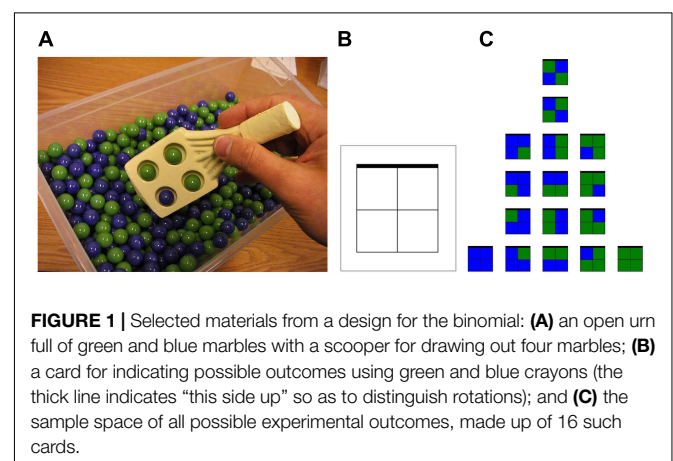 A
B
C
FIGURE 1 | Selected materials from a design for the binomial: (A) an open urn
full of green and blue marbles with a scooper for drawing out four marbles; (B)
a card for indicating possible outcomes using green and blue crayons (the
thick line indicates “this side up” so as to distinguish rotations); and (C) the
sample space of all possible experimental outcomes, made up of 16 such
cards.